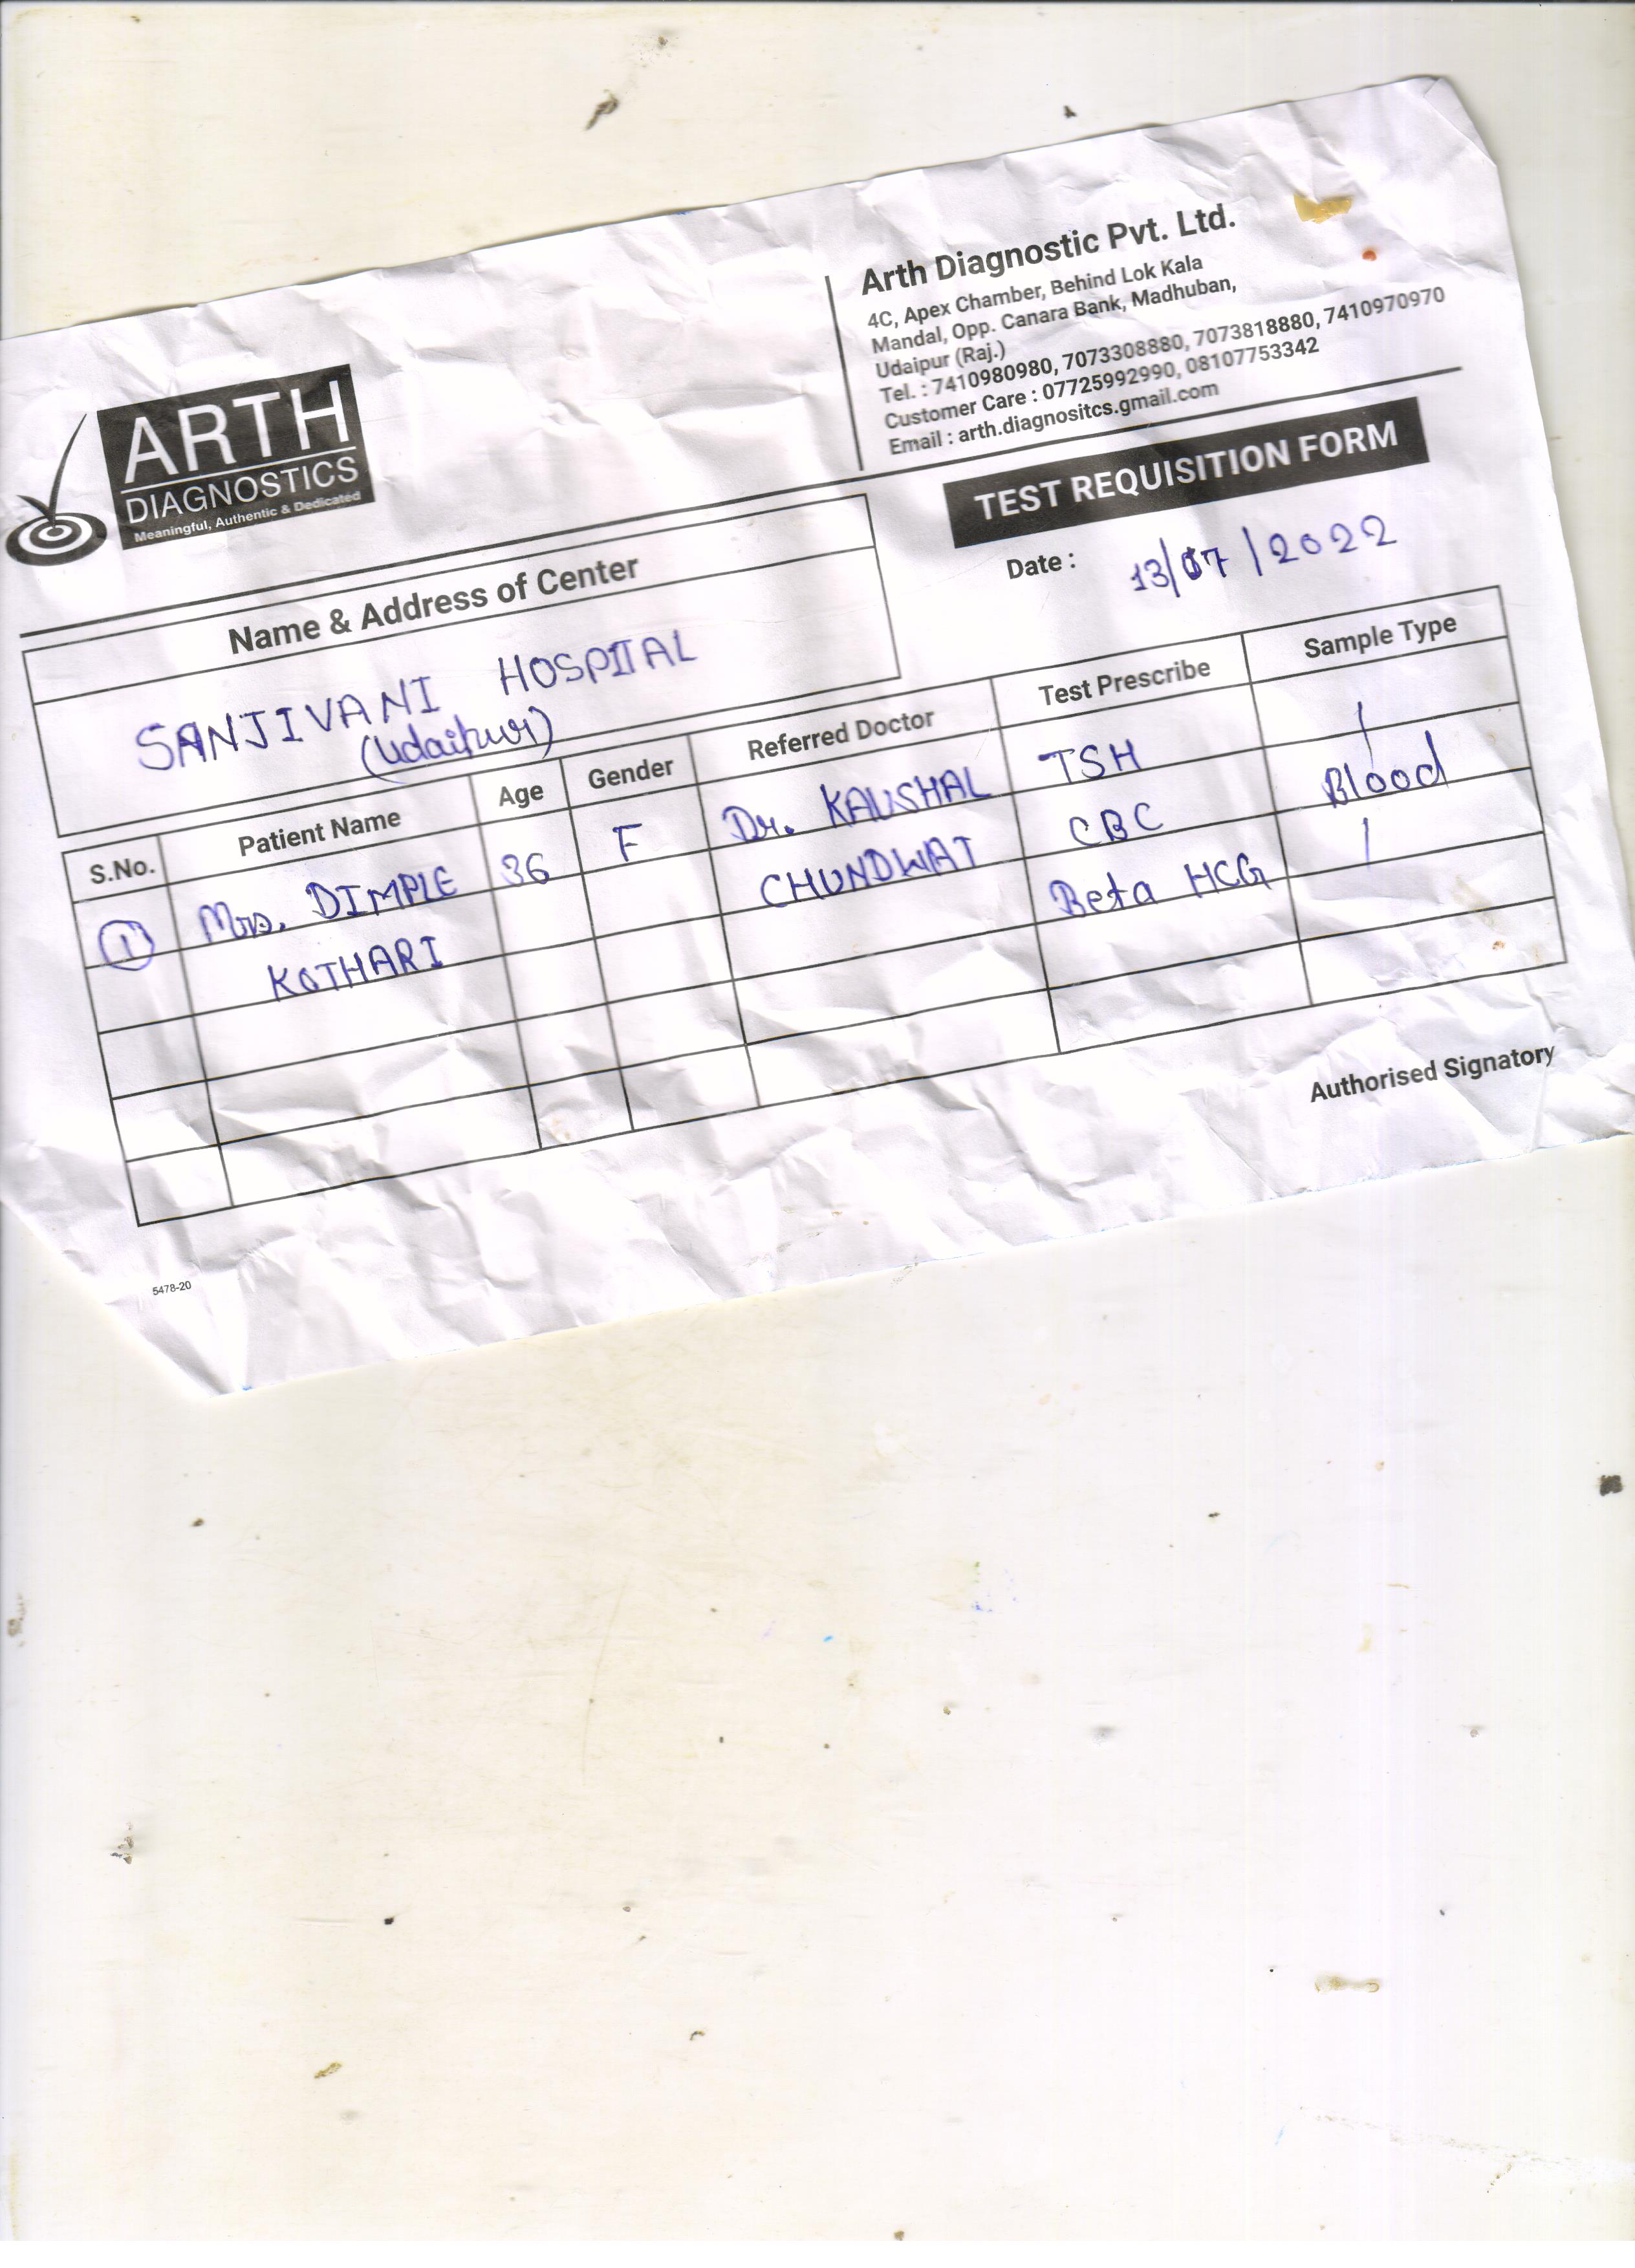 ARTH
DIAGNOSTICS
Meaningful, Authentic & Dedicated
Arth Diagnostic Pvt. Ltd.
4C, Apex Chamber, Behind Lok Kala
Mandal, Opp. Canara Bank, Madhuban,
Udaipur (Raj.)
Tel. : 7410980980, 7073308880, 7073818880, 7410970970
Customer Care : 07725992990, 08107753342
Email : arth.diagnositcs.gmail.com
TEST REQUISITION FORM
Date : 13/07/2022
Name & Address of Center
SANJIVANI HOSPITAL
(Udaipur)
S.No. Patient Name Age Gender Referred Doctor Test Prescribe Sample Type
1 Mrs. DIMPLE 36 F Dr. KAUSHAL TSH
KOTHARI CHUNDWAT CBC Blood
Beta HCG
Authorised Signatory
5478-20